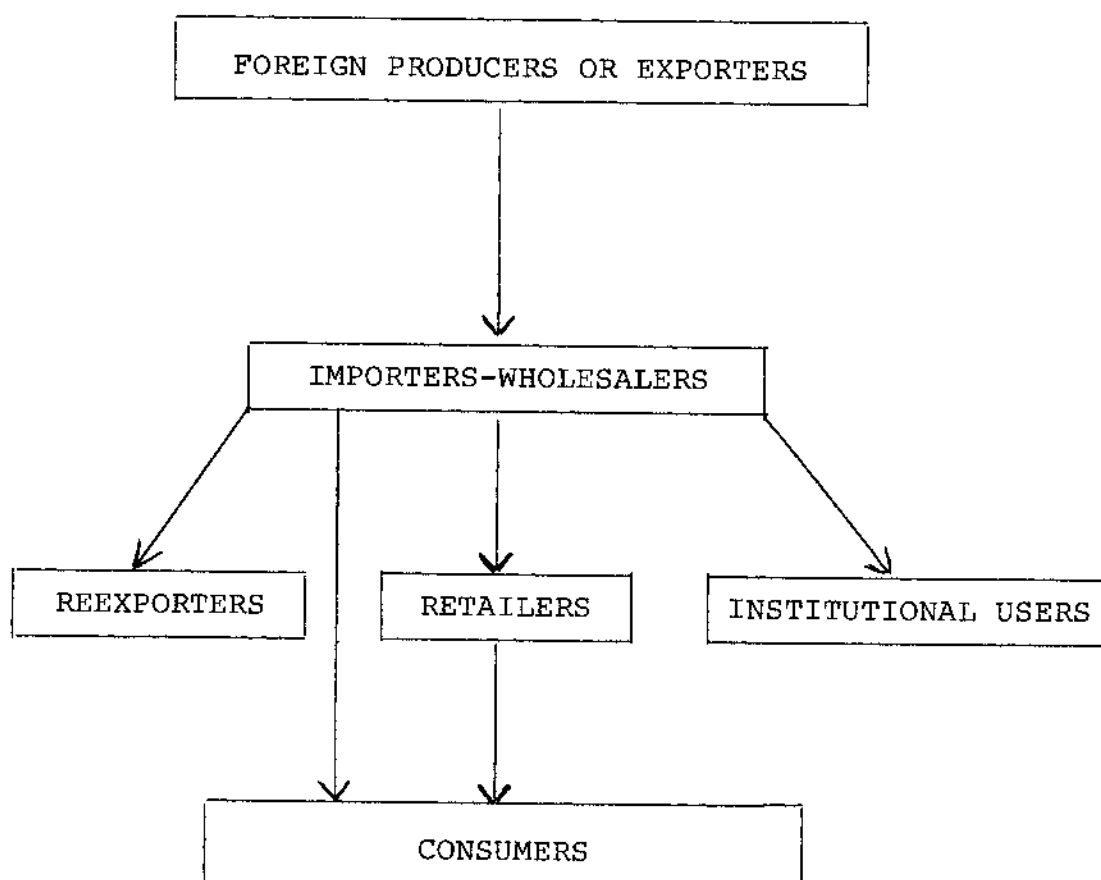 FOREIGN PRODUCERS OR EXPORTERS
IMPORTERS-WHOLESALERS
REEXPORTERS
RETAILERS
INSTITUTIONAL USERS
CONSUMERS